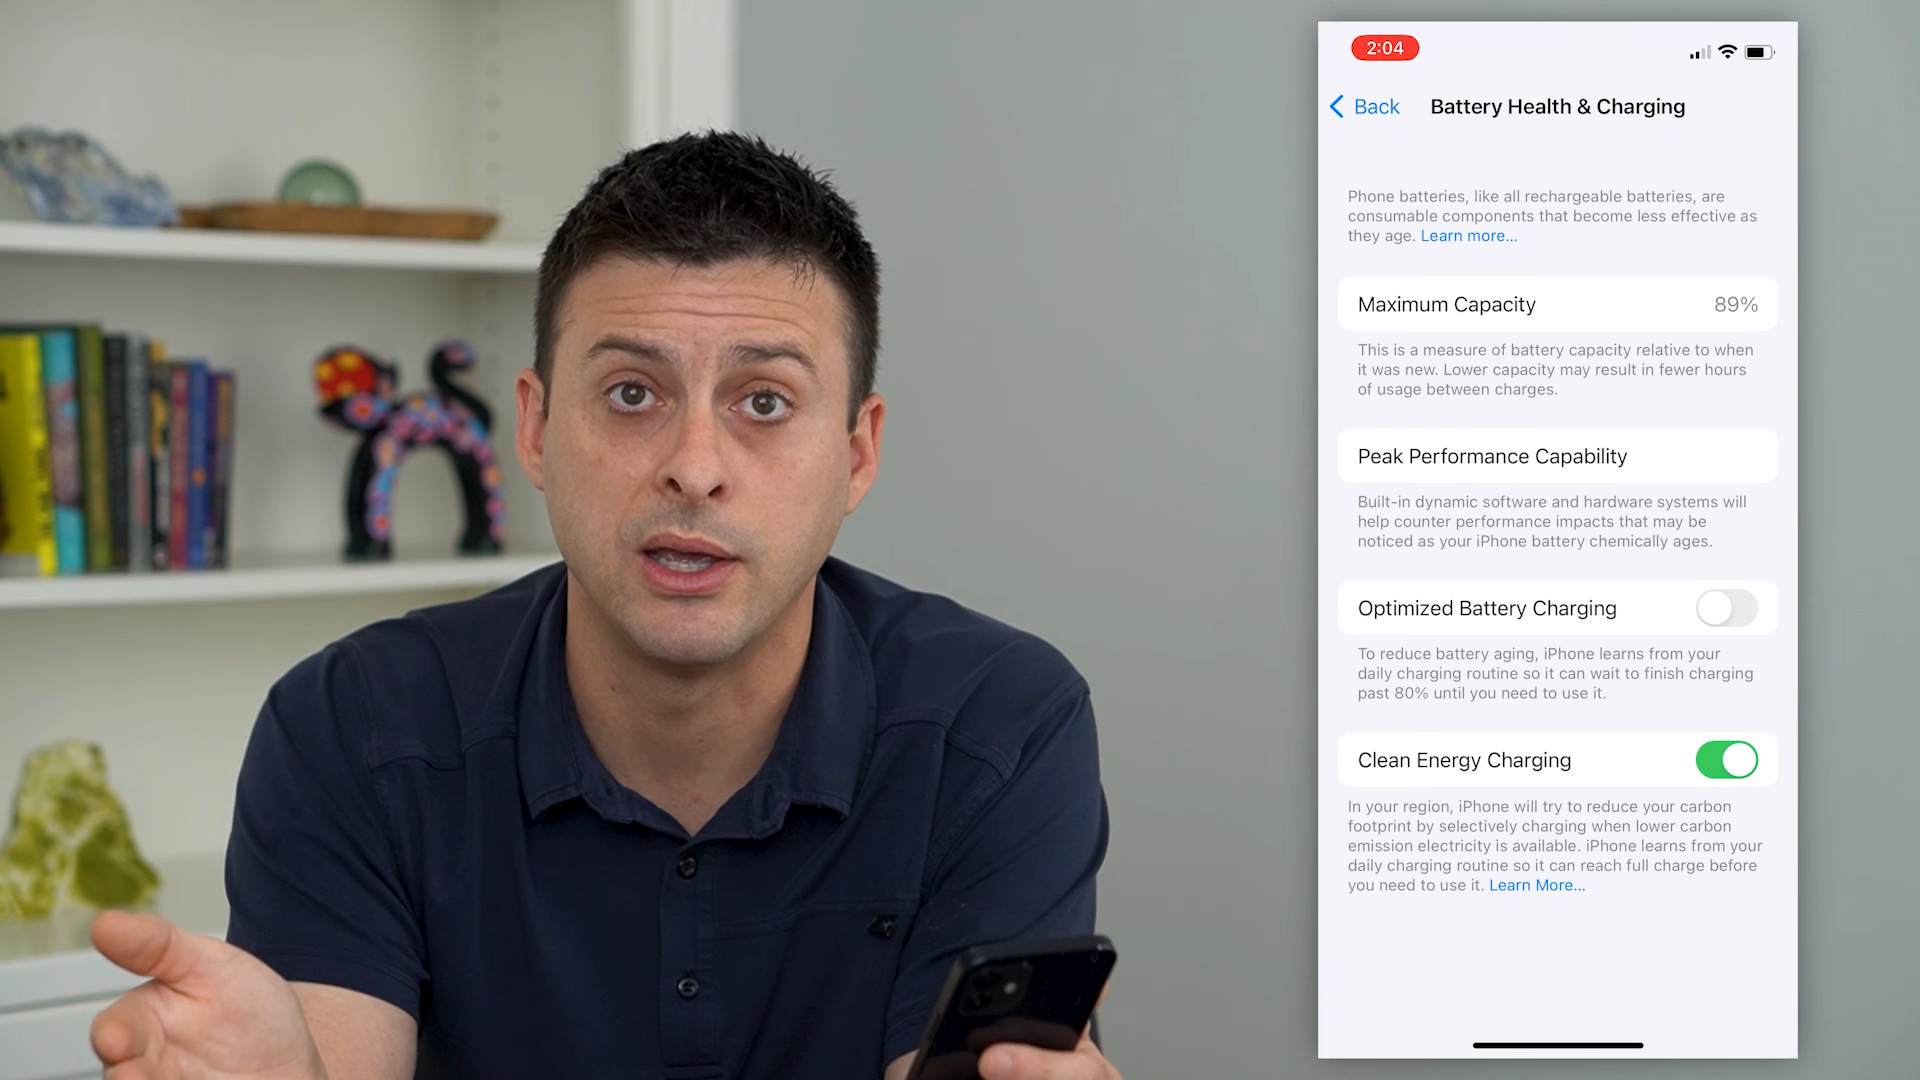 2:04
Back
Battery Health & Charging
Phone batteries, like all rechargeable batteries, are
consumable components that become less effective as
they age. Learn more...
Maximum Capacity 89%
This is a measure of battery capacity relative to when
it was new. Lower capacity may result in fewer hours
of usage between charges.
Peak Performance Capability
Built-in dynamic software and hardware systems will
help counter performance impacts that may be
noticed as your iPhone battery chemically ages.
Optimized Battery Charging
To reduce battery aging, iPhone learns from your
daily charging routine so it can wait to finish charging
past 80% until you need to use it.
Clean Energy Charging
In your region, iPhone will try to reduce your carbon
footprint by selectively charging when lower carbon
emission electricity is available. iPhone learns from your
daily charging routine so it can reach full charge before
you need to use it. Learn More...